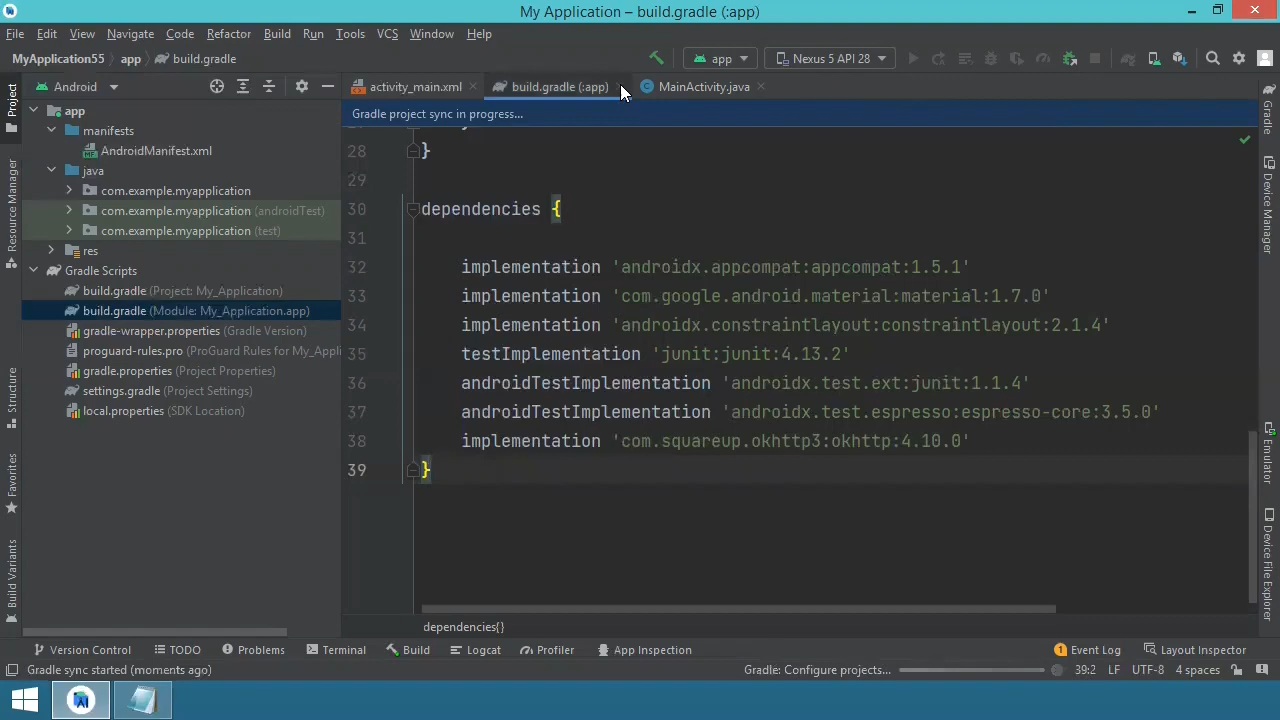 My Application – build.gradle (:app)
File Edit View Navigate Code Refactor Build Run Tools VCS Window Help
MyApplication55 app build.gradle app Nexus 5 API 28
Android activity_main.xml build.gradle (:app) MainActivity.java
Gradle project sync in progress...
Project
Resource Manager
Structure
Favorites
Build Variants
app
manifests
AndroidManifest.xml
java
com.example.myapplication
com.example.myapplication (androidTest)
com.example.myapplication (test)
res
Gradle Scripts
build.gradle (Project: My_Application)
build.gradle (Module: My_Application.app)
gradle-wrapper.properties (Gradle Version)
proguard-rules.pro (ProGuard Rules for My_Appli
gradle.properties (Project Properties)
settings.gradle (Project Settings)
local.properties (SDK Location)
28 }
29
30 dependencies {
31
32 implementation 'androidx.appcompat:appcompat:1.5.1'
33 implementation 'com.google.android.material:material:1.7.0'
34 implementation 'androidx.constraintlayout:constraintlayout:2.1.4'
35 testImplementation 'junit:junit:4.13.2'
36 androidTestImplementation 'androidx.test.ext:junit:1.1.4'
37 androidTestImplementation 'androidx.test.espresso:espresso-core:3.5.0'
38 implementation 'com.squareup.okhttp3:okhttp:4.10.0'
39 }
Gradle
Device Manager
Emulator
Device File Explorer
dependencies{}
Version Control TODO Problems Terminal Build Logcat Profiler App Inspection 1 Event Log Layout Inspector
Gradle sync started (moments ago) Gradle: Configure projects... 39:2 LF UTF-8 4 spaces